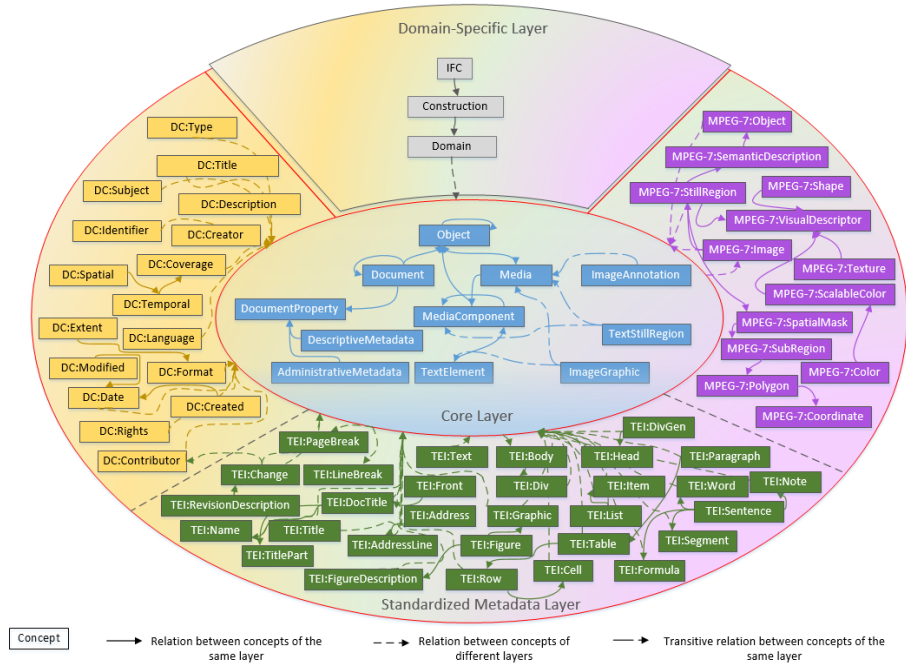 Domain-Specific Layer
IFC
Construction
Domain
DC:Type
DC:Title
DC:Subject
DC:Description
DC:Identifier
DC:Creator
DC:Spatial
DC:Coverage
DC:Temporal
DC:Extent
DC:Language
DC:Modified
DC:Format
DC:Date
DC:Created
DC:Rights
DC:Contributor
MPEG-7:Object
MPEG-7:SemanticDescription
MPEG-7:StillRegion
MPEG-7:Shape
MPEG-7:VisualDescriptor
MPEG-7:Image
MPEG-7:Texture
MPEG-7:ScalableColor
MPEG-7:SpatialMask
MPEG-7:SubRegion
MPEG-7:Color
MPEG-7:Polygon
MPEG-7:Coordinate
Object
Document
Media
ImageAnnotation
DocumentProperty
MediaComponent
DescriptiveMetadata
TextStillRegion
AdministrativeMetadata
TextElement
ImageGraphic
Core Layer
TEI:DivGen
TEI:PageBreak
TEI:Text
TEI:Body
TEI:Head
TEI:Paragraph
TEI:Change
TEI:LineBreak
TEI:Front
TEI:Div
TEI:Item
TEI:Word
TEI:Note
TEI:RevisionDescription
TEI:DocTitle
TEI:Address
TEI:Graphic
TEI:List
TEI:Sentence
TEI:Name
TEI:Title
TEI:TitlePart
TEI:AddressLine
TEI:Figure
TEI:Table
TEI:Segment
TEI:FigureDescription
TEI:Row
TEI:Cell
TEI:Formula
Standardized Metadata Layer
Concept
Relation between concepts of the
same layer
Relation between concepts of
different layers
Transitive relation between concepts of the
same layer